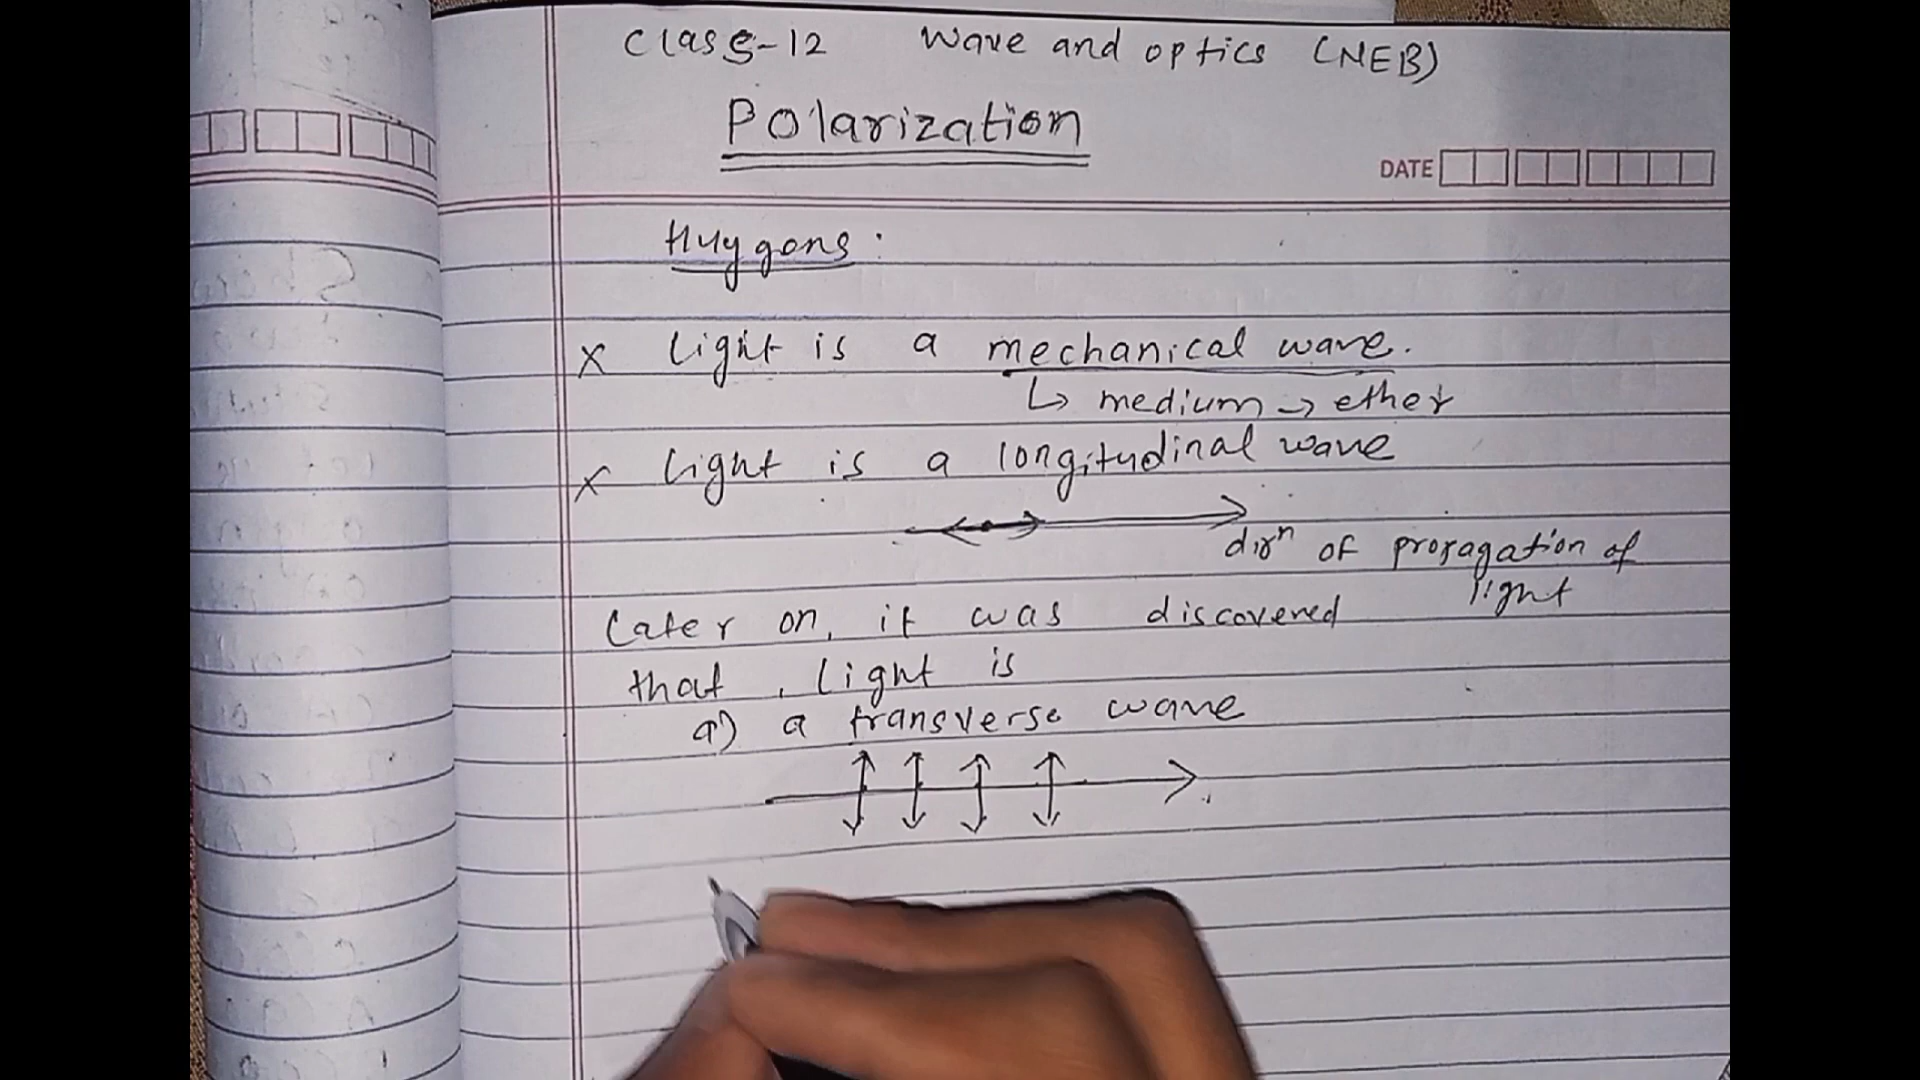 Class-12 Wave and optics (NEB)
Polarization
DATE
Huygons:
x Light is a mechanical wave.
↳ medium → ether
x Light is a longitudinal wave
dirⁿ of propagation of
light
Later on, it was discovered
that, Light is
a) a transverse wave